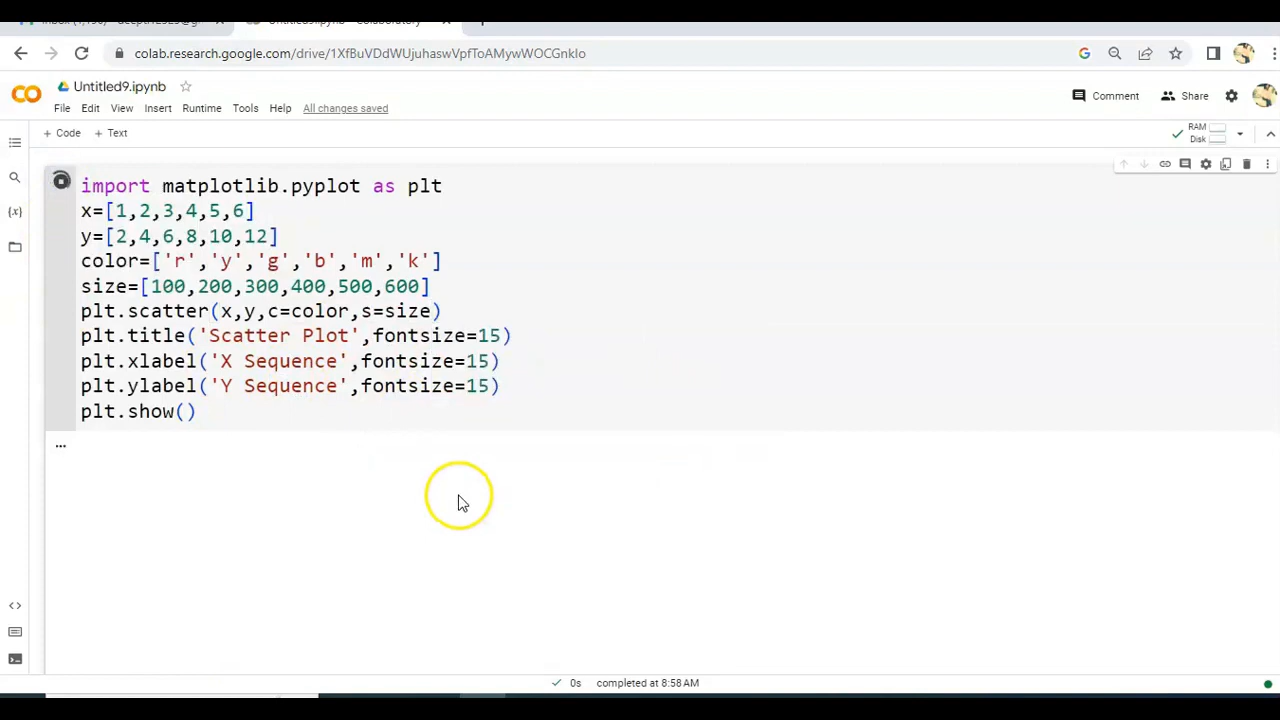 colab.research.google.com/drive/1XfBuVDdWUjuhaswVpfToAMywWOCGnkIo
Untitled9.ipynb
File Edit View Insert Runtime Tools Help All changes saved
Comment Share
+ Code + Text
RAM
Disk
import matplotlib.pyplot as plt
x=[1,2,3,4,5,6]
y=[2,4,6,8,10,12]
color=['r','y','g','b','m','k']
size=[100,200,300,400,500,600]
plt.scatter(x,y,c=color,s=size)
plt.title('Scatter Plot',fontsize=15)
plt.xlabel('X Sequence',fontsize=15)
plt.ylabel('Y Sequence',fontsize=15)
plt.show()
...
0s completed at 8:58 AM